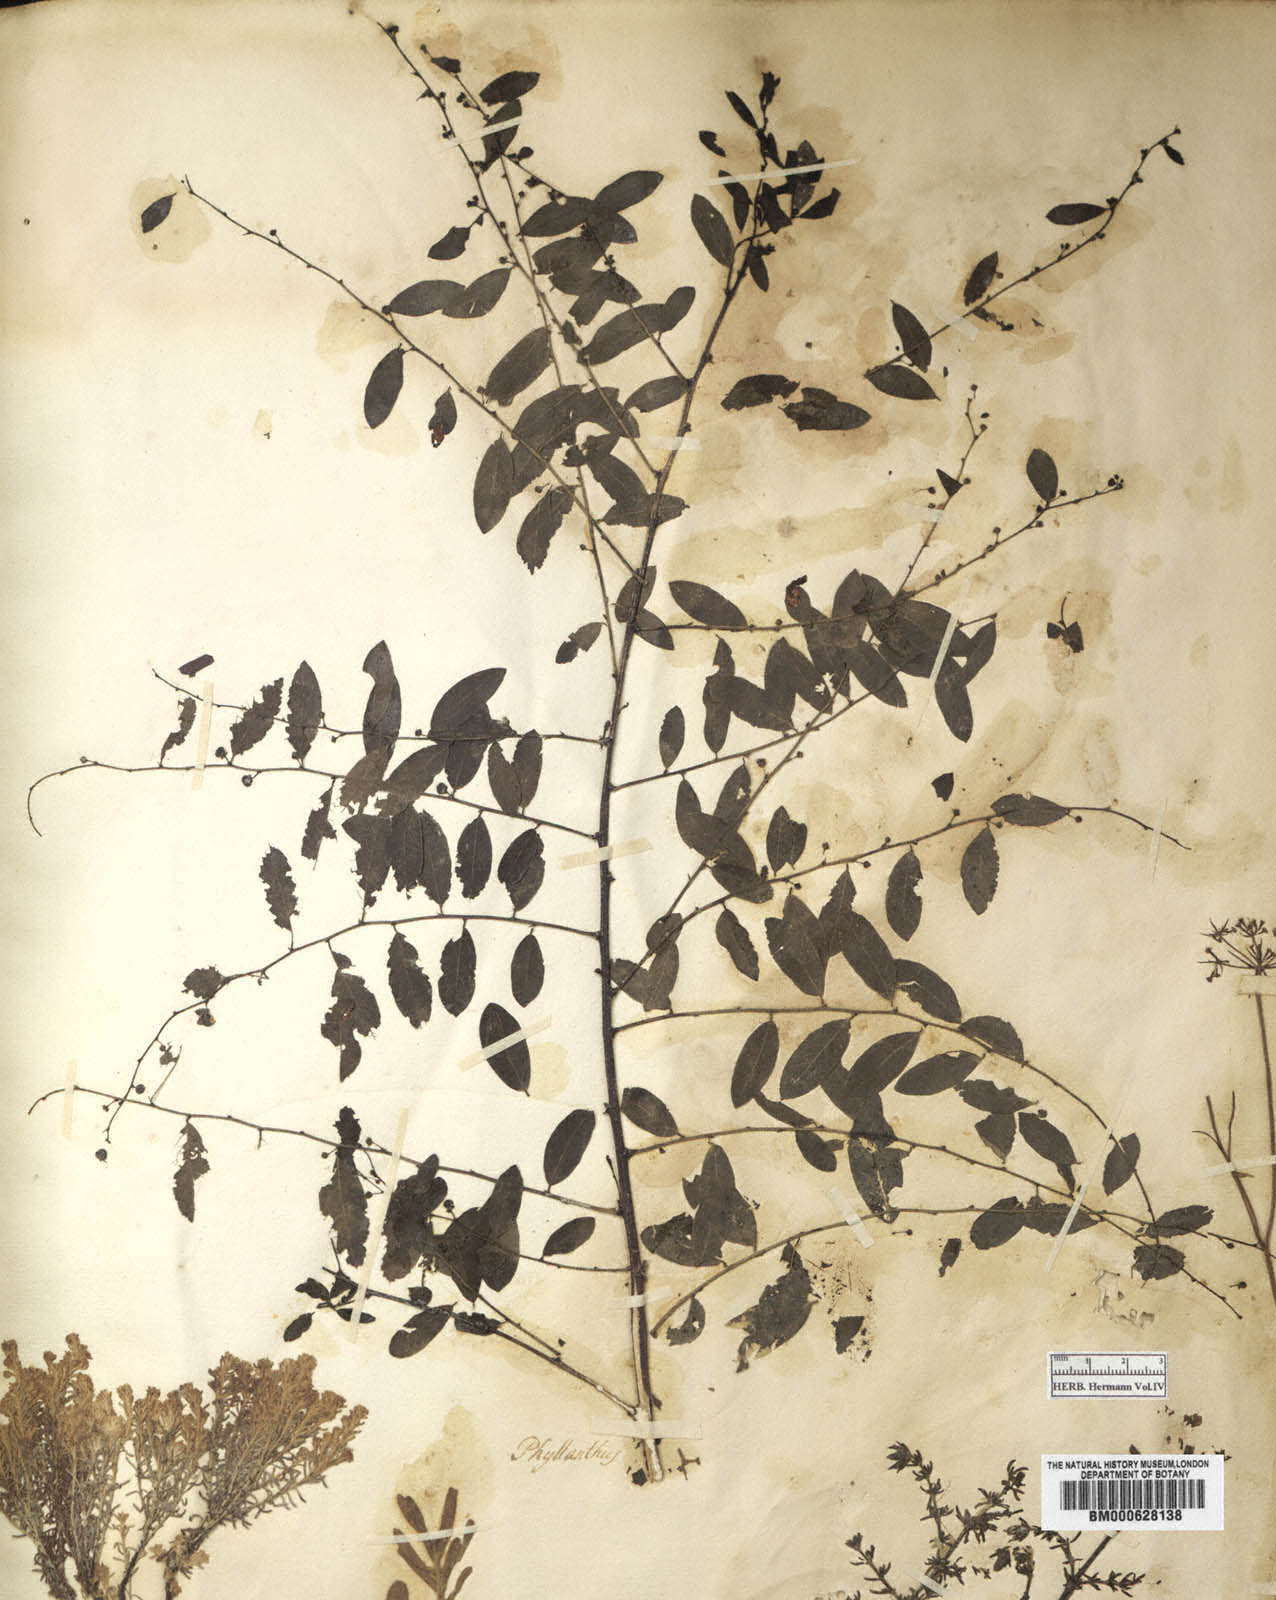 mm 1 2 3
HERB. Hermann Vol.IV
Phyllanthus
THE NATURAL HISTORY MUSEUM,LONDON
DEPARTMENT OF BOTANY
BM000628138